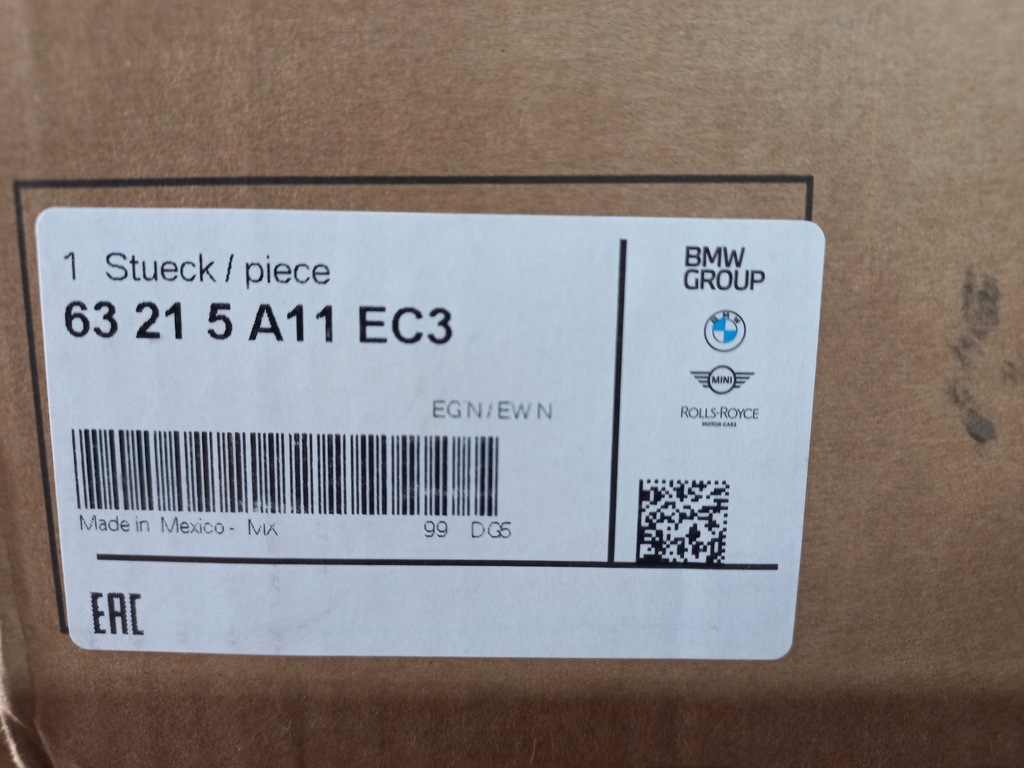 1 Stueck / piece
63 21 5 A11 EC3
EGN/EWN
Made in Mexico - MX 99 DG5
EAC
BMW
GROUP
BMW
MINI
ROLLS-ROYCE
MOTOR CARS